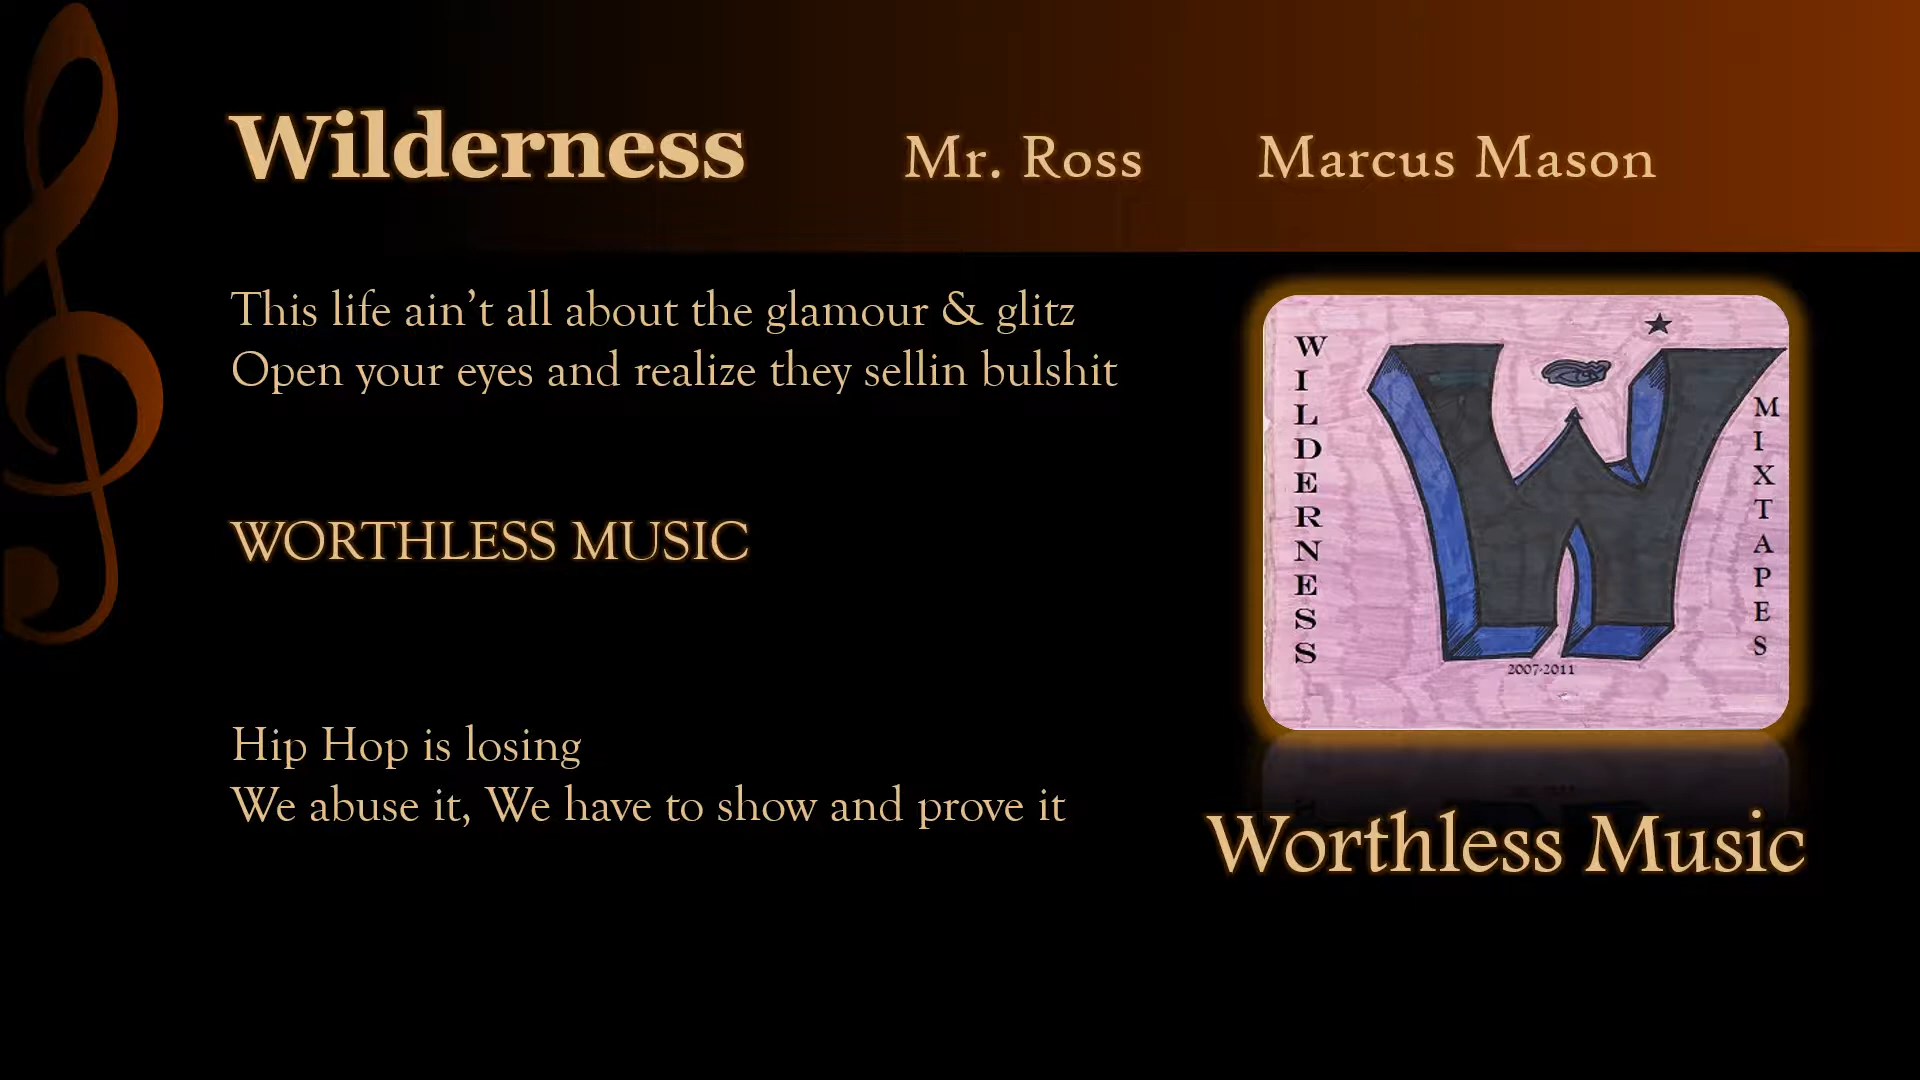 Wilderness Mr. Ross Marcus Mason
This life ain't all about the glamour & glitz
Open your eyes and realize they sellin bulshit
WORTHLESS MUSIC
Hip Hop is losing
We abuse it, We have to show and prove it
WILDERNESS
W
MIXTAPES
2007-2011
Worthless Music